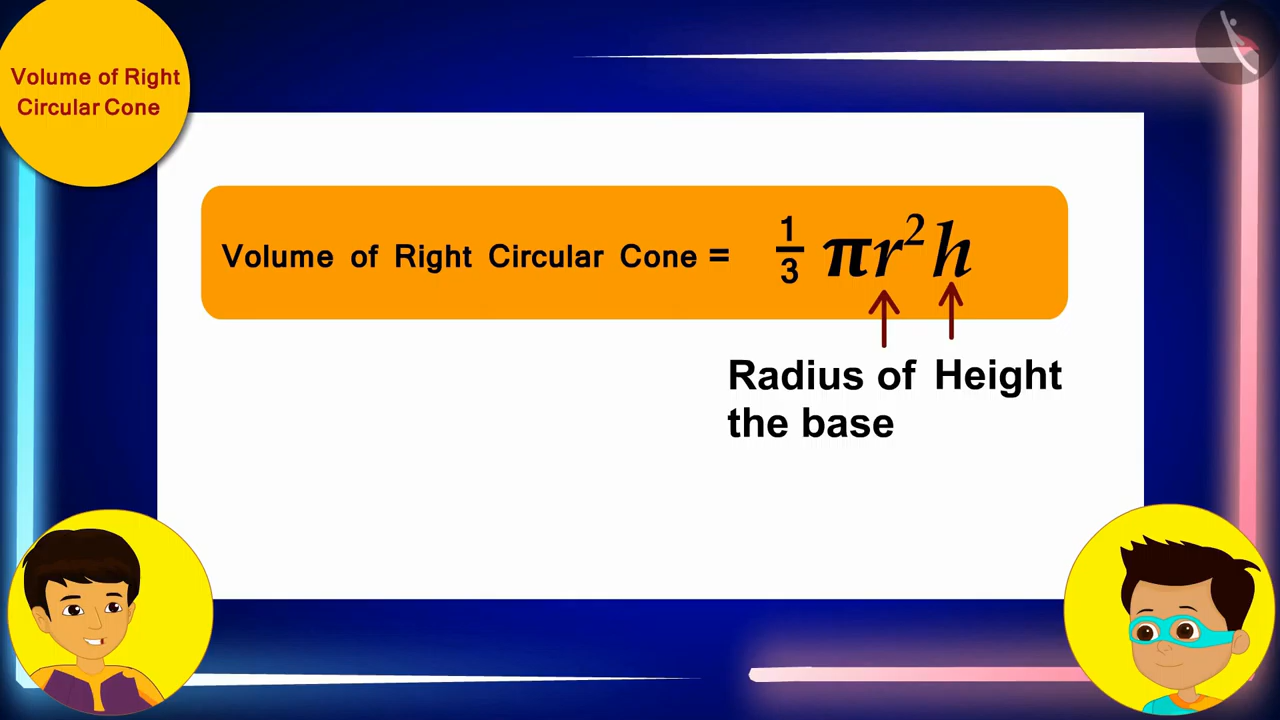 Volume of Right
Circular Cone
Volume of Right Circular Cone = 1/3 πr²h
Radius of Height
the base